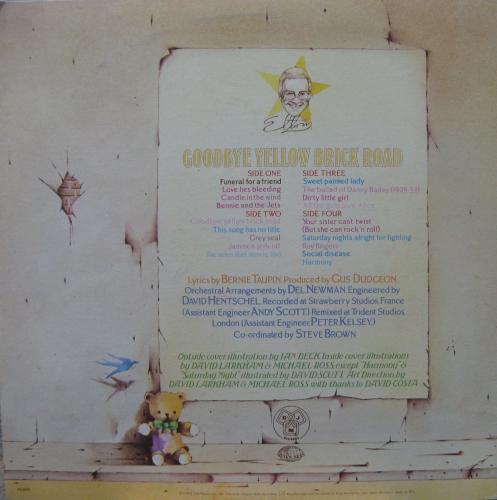 Elton
GOODBYE YELLOW BRICK ROAD
SIDE ONE
Funeral for a friend
Love lies bleeding
Candle in the wind
Bennie and the Jets
SIDE TWO
Goodbye yellow brick road
This song has no title
Grey seal
Jamaica jerk-off
I've seen that movie too
SIDE THREE
Sweet painted lady
The ballad of Danny Bailey (1909-34)
Dirty little girl
All the girls love Alice
SIDE FOUR
Your sister cant twist
(But she can rock 'n roll)
Saturday nights alright for fighting
Roy Rogers
Social disease
Harmony
Lyrics by BERNIE TAUPIN. Produced by GUS DUDGEON.
Orchestral Arrangements by DEL NEWMAN. Engineered by
DAVID HENTSCHEL. Recorded at Strawberry Studios, France
(Assistant Engineer ANDY SCOTT) Remixed at Trident Studios,
London (Assistant Engineer PETER KELSEY.)
Co-ordinated by STEVE BROWN
Outside cover illustration by IAN BECK Inside cover illustrations
by DAVID LARKHAM & MICHAEL ROSS except "Harmony" &
"Saturday Night" illustrated by DAVID SCUTT Art Direction by
DAVID LARKHAM & MICHAEL ROSS with thanks to DAVID COSTA
DJM
RECORDS